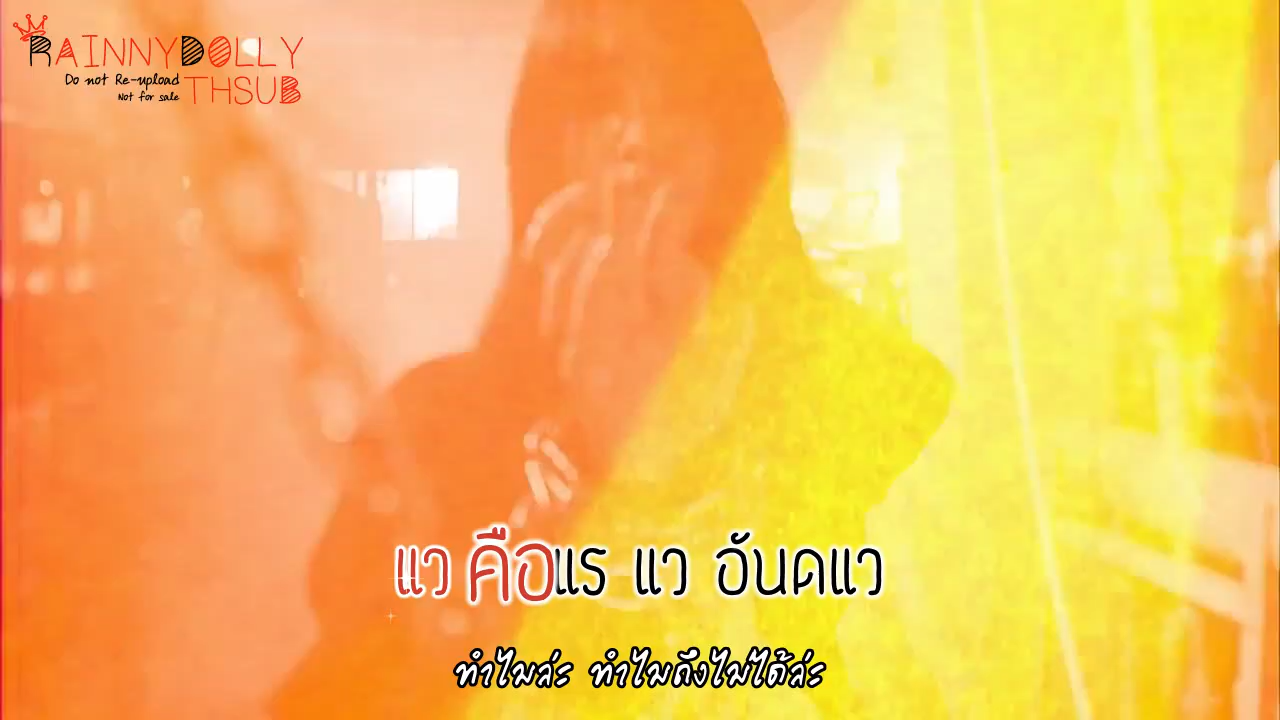 RAINNYDOLLY
Do not Re-upload
Not for sale
THSUB
แว คือแร แว อันดแว
ทำไมล่ะ ทำไมถึงไม่ได้ล่ะ